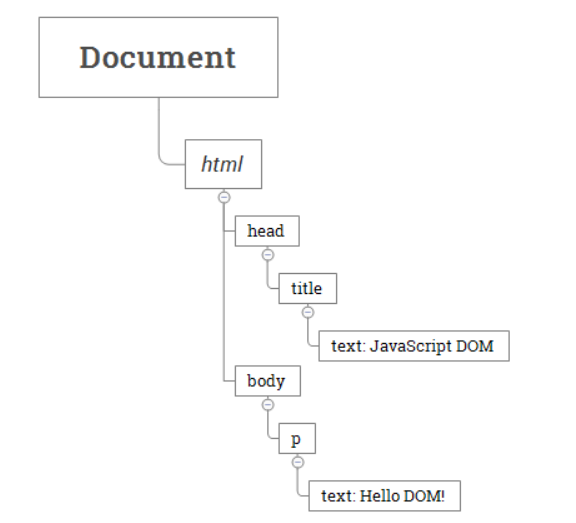 Document
html
head
title
text: JavaScript DOM
body
p
text: Hello DOM!